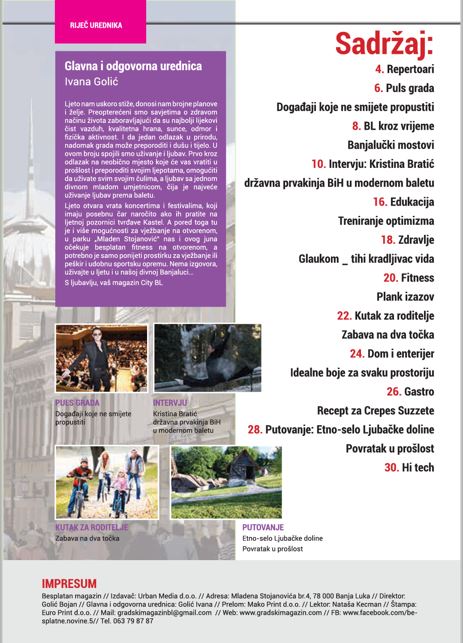 RIJEČ UREDNIKA
Glavna i odgovorna urednica
Ivana Golić
Ljeto nam uskoro stiže, donosi nam brojne planove
i želje. Preopterećeni smo savjetima o zdravom
načinu života zaboravljajući da su najbolji lijekovi
čist vazduh, kvalitetna hrana, sunce, odmor i
fizička aktivnost. I da jedan odlazak u prirodu,
nadomak grada može preporoditi i dušu i tijelo. U
ovom broju spojili smo uživanje i ljubav. Prvo kroz
odlazak na neobično mjesto koje će vas vratiti u
prošlost i preporoditi svojim ljepotama, omogućiti
da uživate svim svojim čulima, a ljubav sa jednom
divnom mladom umjetnicom, čija je najveće
uživanje ljubav prema baletu.
Ljeto otvara vrata koncertima i festivalima, koji
imaju posebnu čar naročito ako ih pratite na
ljetnoj pozornici tvrđave Kastel. A pored toga tu
je i više mogućnosti za vježbanje na otvorenom,
u parku „Mladen Stojanović" nas i ovog juna
očekuje besplatan fitness na otvorenom, a
potrebno je samo ponijeti prostirku za vježbanje ili
peškir i udobnu sportsku opremu. Nema izgovora,
uživajte u ljetu i u našoj divnoj Banjaluci...
S ljubavlju, vaš magazin City BL
Sadržaj:
4. Repertoari
6. Puls grada
Događaji koje ne smijete propustiti
8. BL kroz vrijeme
Banjalučki mostovi
10. Intervju: Kristina Bratić
državna prvakinja BiH u modernom baletu
16. Edukacija
Treniranje optimizma
18. Zdravlje
Glaukom _ tihi kradljivac vida
20. Fitness
Plank izazov
22. Kutak za roditelje
Zabava na dva točka
24. Dom i enterijer
Idealne boje za svaku prostoriju
26. Gastro
Recept za Crepes Suzzete
28. Putovanje: Etno-selo Ljubačke doline
Povratak u prošlost
30. Hi tech
PULS GRADA
Događaji koje ne smijete
propustiti
INTERVJU
Kristina Bratić
državna prvakinja BiH
u modernom baletu
KUTAK ZA RODITELJE
Zabava na dva točka
PUTOVANJE
Etno-selo Ljubačke doline
Povratak u prošlost
IMPRESUM
Besplatan magazin // Izdavač: Urban Media d.o.o. // Adresa: Mladena Stojanovića br.4, 78 000 Banja Luka // Direktor:
Golić Bojan // Glavna i odgovorna urednica: Golić Ivana // Prelom: Mako Print d.o.o. // Lektor: Nataša Kecman // Štampa:
Euro Print d.o.o. // Mail: gradskimagazinbl@gmail.com // Web: www.gradskimagazin.com // FB: www.facebook.com/be-
splatne.novine.5// Tel. 063 79 87 87